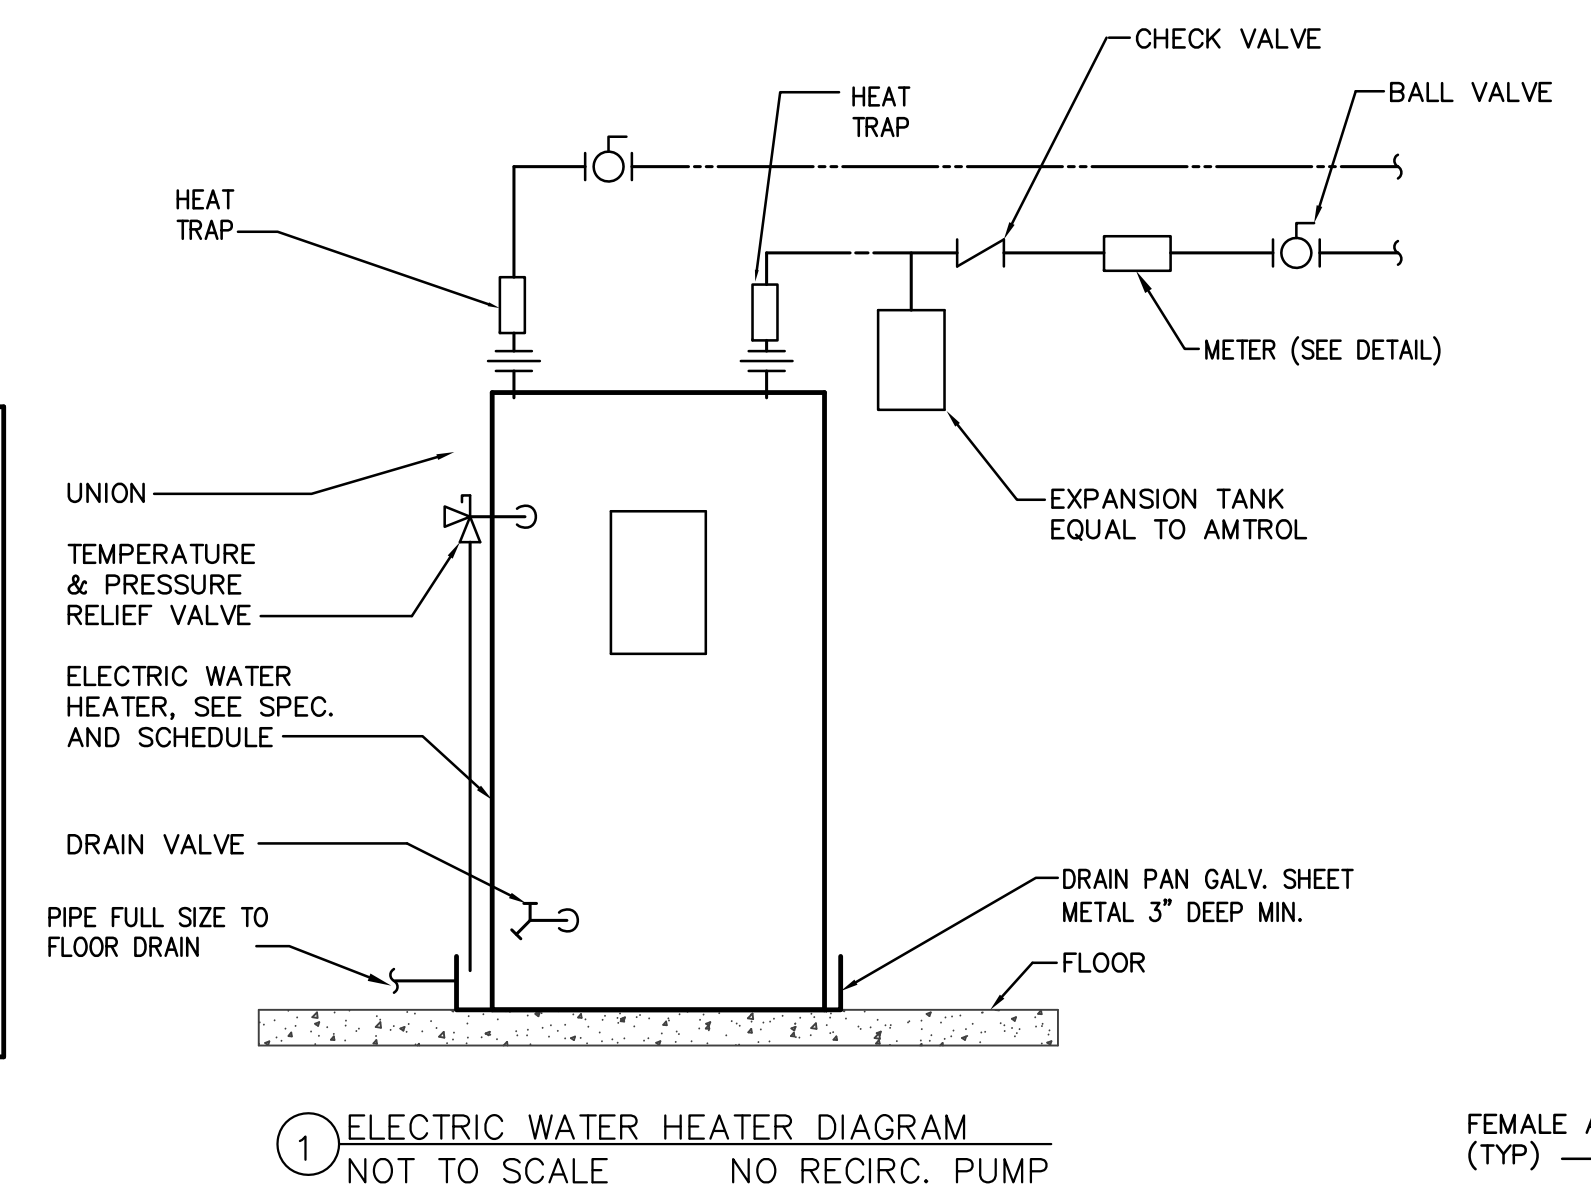 CHECK VALVE
BALL VALVE
HEAT
TRAP
HEAT
TRAP
METER (SEE DETAIL)
UNION
EXPANSION TANK
EQUAL TO AMTROL
TEMPERATURE
& PRESSURE
RELIEF VALVE
ELECTRIC WATER
HEATER, SEE SPEC.
AND SCHEDULE
DRAIN VALVE
DRAIN PAN GALV. SHEET
METAL 3" DEEP MIN.
PIPE FULL SIZE TO
FLOOR DRAIN
FLOOR
1 ELECTRIC WATER HEATER DIAGRAM
NOT TO SCALE NO RECIRC. PUMP
FEMALE A
(TYP)